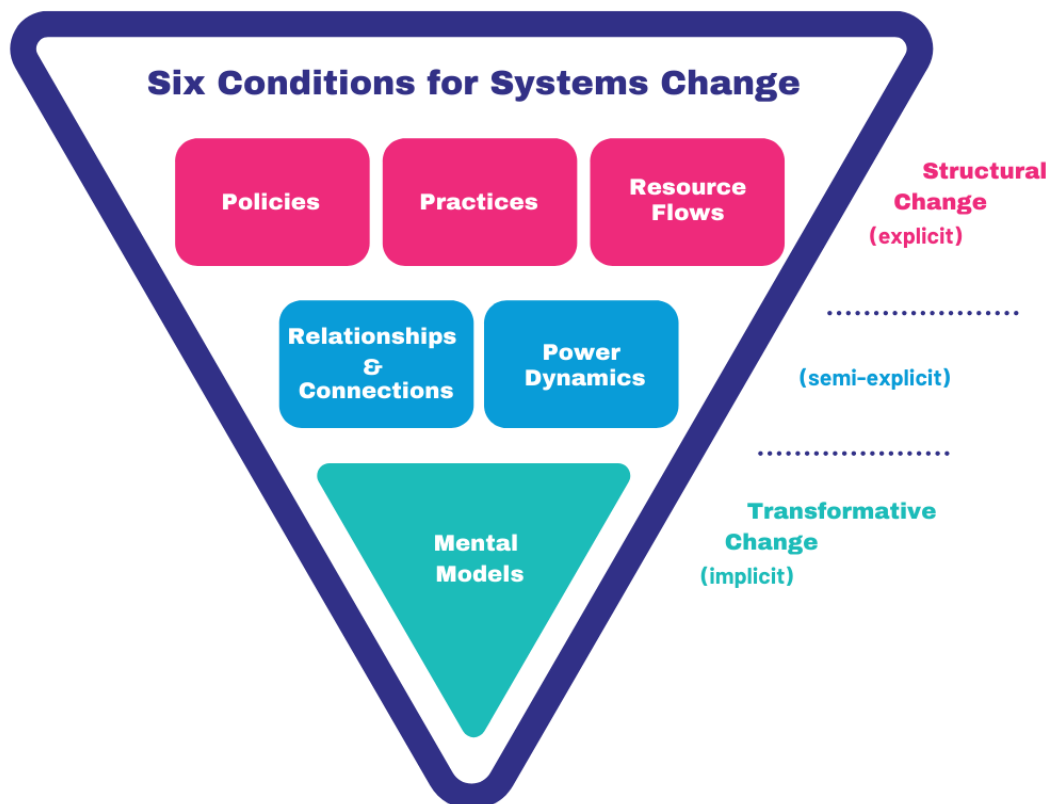 Six Conditions for Systems Change
Policies
Practices
Resource
Flows
Structural
Change
(explicit)
Relationships
&
Connections
Power
Dynamics
(semi-explicit)
Mental
Models
Transformative
Change
(implicit)